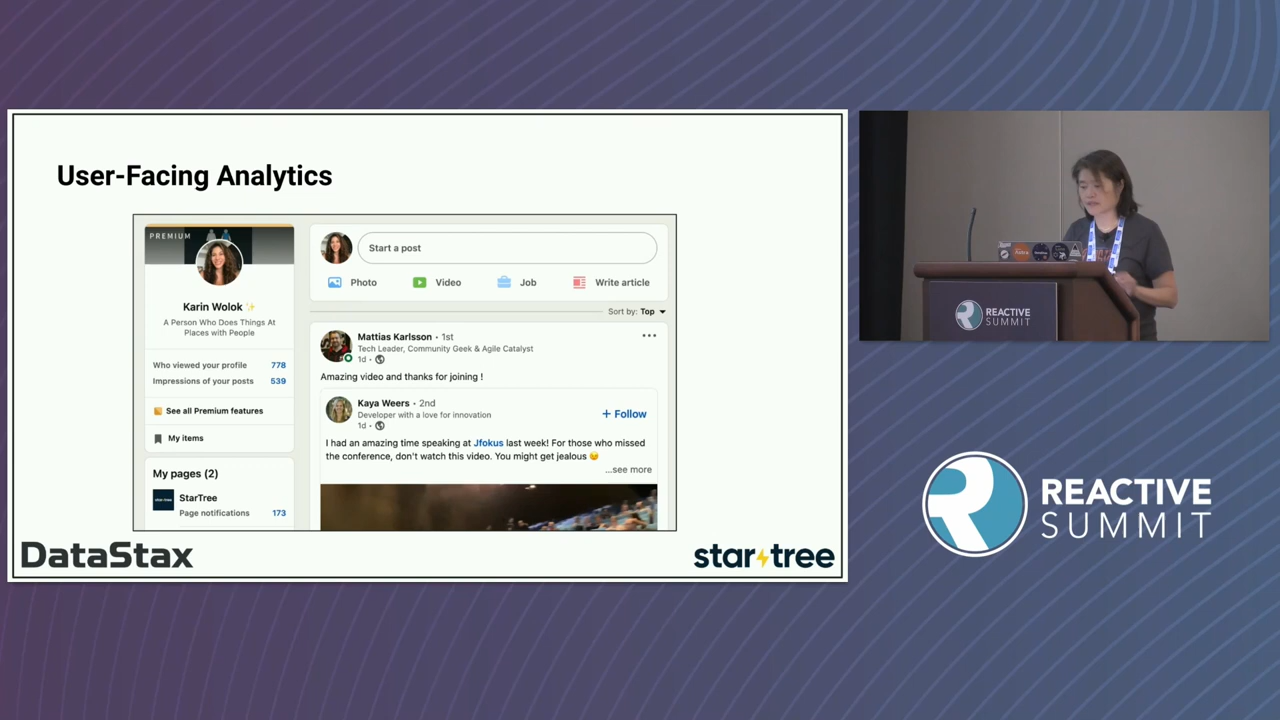 User-Facing Analytics
PREMIUM
Karin Wolok ✨
A Person Who Does Things At
Places with People
Who viewed your profile 778
Impressions of your posts 539
See all Premium features
My items
My pages (2)
star-tree
StarTree
Page notifications 173
Start a post
Photo Video Job Write article
Sort by: Top
Mattias Karlsson • 1st
Tech Leader, Community Geek & Agile Catalyst
1d •
Amazing video and thanks for joining !
Kaya Weers • 2nd
Developer with a love for innovation
1d •
+ Follow
I had an amazing time speaking at Jfokus last week! For those who missed
the conference, don't watch this video. You might get jealous 😉
...see more
DataStax
star tree
REACTIVE
SUMMIT
REACTIVE
SUMMIT